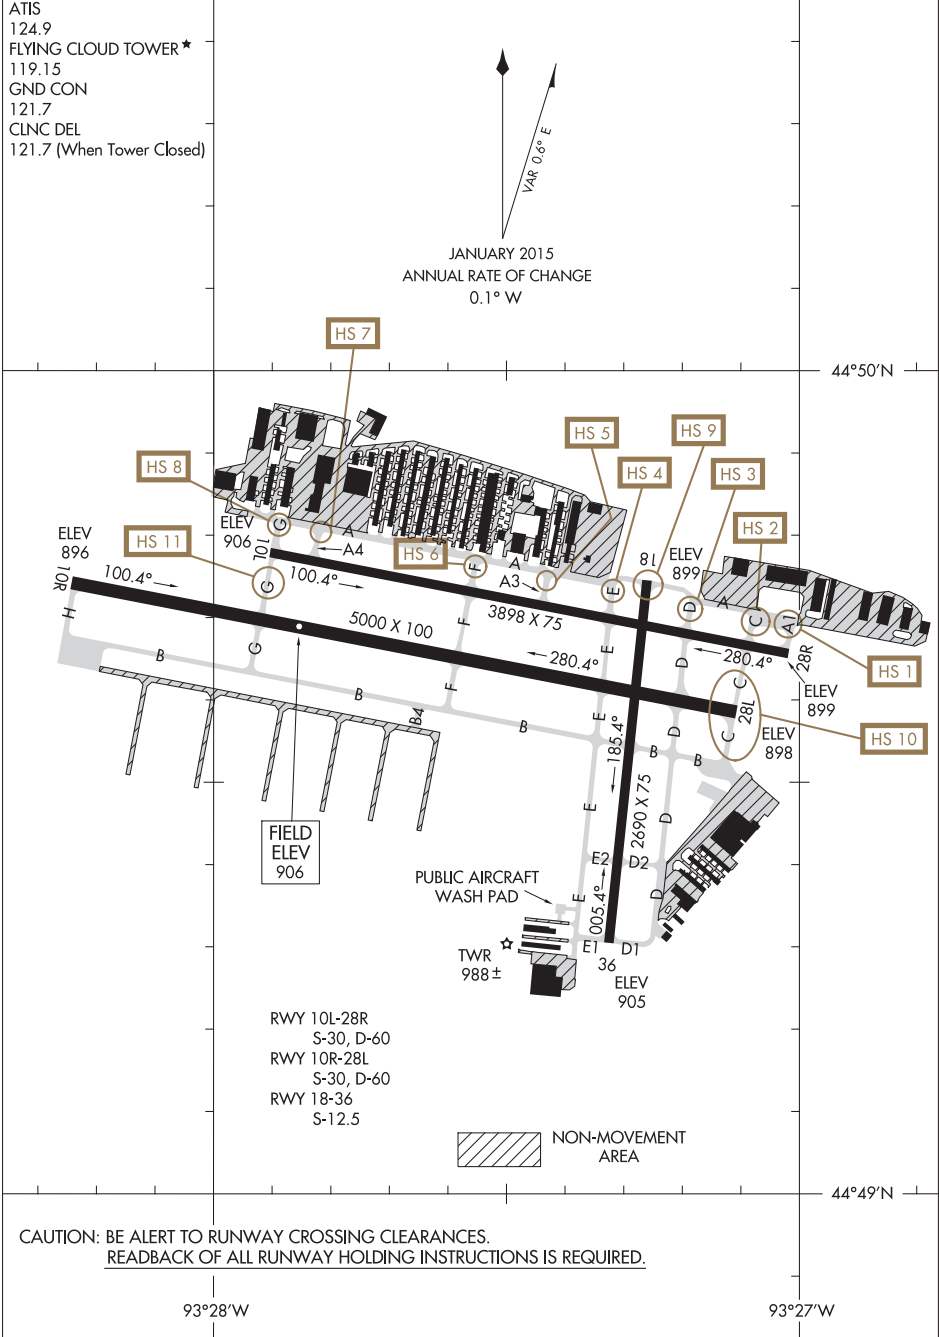 ATIS
124.9
FLYING CLOUD TOWER★
119.15
GND CON
121.7
CLNC DEL
121.7 (When Tower Closed)
VAR 0.6° E
JANUARY 2015
ANNUAL RATE OF CHANGE
0.1° W
HS 7
44°50'N
HS 5
HS 9
HS 8
HS 4
HS 3
HS 2
ELEV
896
HS 11
ELEV
906
G
A
A4
HS 6
F
A
A3
18
ELEV
899
10L
10R
100.4°
G
100.4°
3898 X 75
E
D
A
C
A1
H
5000 X 100
F
E
280.4°
280.4°
28R
HS 1
G
B
D
C
ELEV
899
F
B
B4
B
E
D
28L
C
ELEV
898
HS 10
185.4°
B
B
E
2690 X 75
D
FIELD
ELEV
906
E2
D2
PUBLIC AIRCRAFT
WASH PAD
E
005.4°
D
TWR
988±
E1
D1
36
ELEV
905
RWY 10L-28R
S-30, D-60
RWY 10R-28L
S-30, D-60
RWY 18-36
S-12.5
NON-MOVEMENT
AREA
44°49'N
CAUTION: BE ALERT TO RUNWAY CROSSING CLEARANCES.
READBACK OF ALL RUNWAY HOLDING INSTRUCTIONS IS REQUIRED.
93°28'W
93°27'W